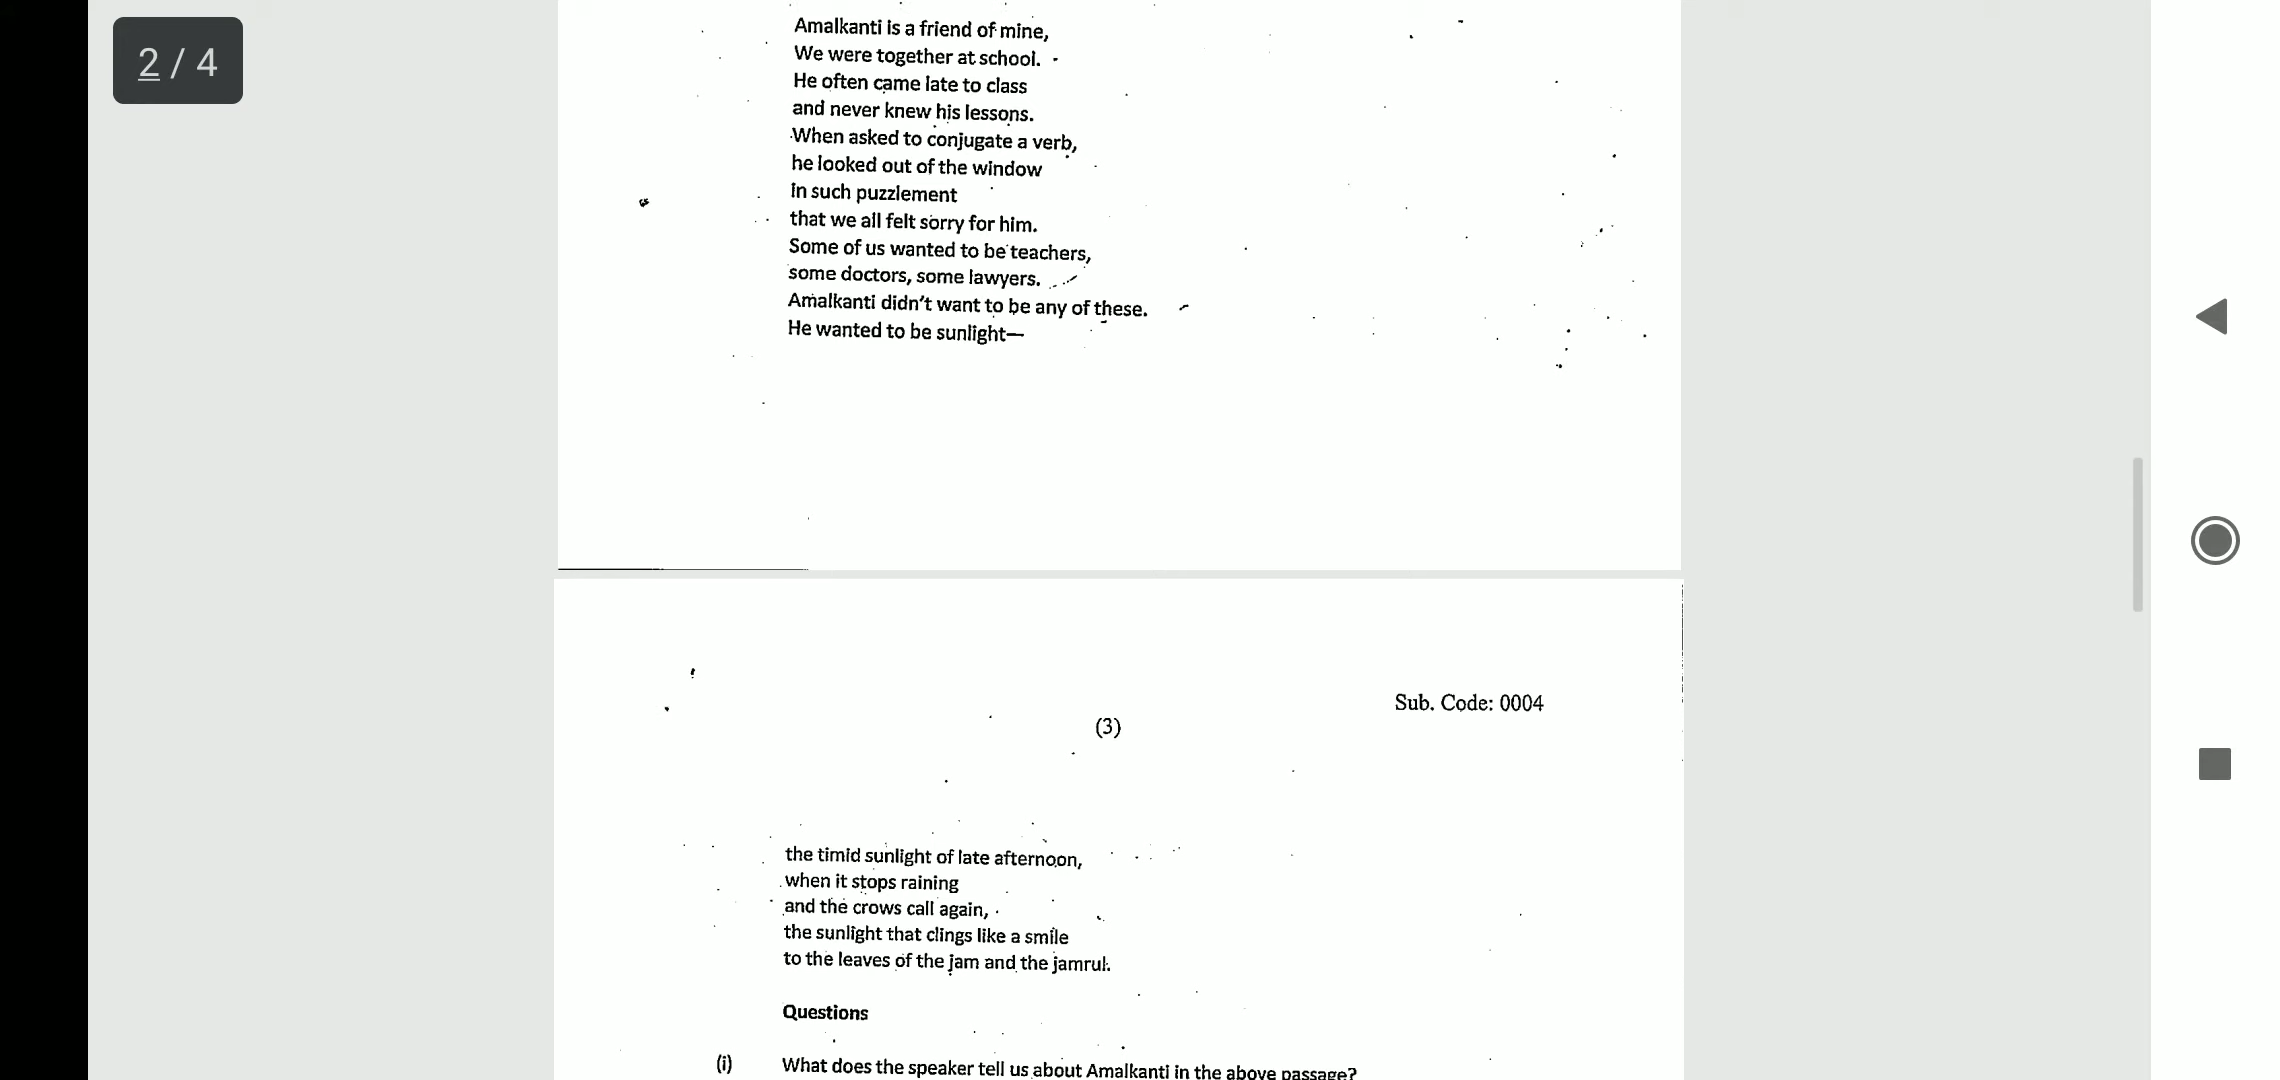 2 / 4
Amalkanti is a friend of mine,
We were together at school.
He often came late to class
and never knew his lessons.
When asked to conjugate a verb,
he looked out of the window
in such puzzlement
that we all felt sorry for him.
Some of us wanted to be teachers,
some doctors, some lawyers.
Amalkanti didn't want to be any of these.
He wanted to be sunlight—
Sub. Code: 0004
(3)
the timid sunlight of late afternoon,
when it stops raining
and the crows call again,
the sunlight that clings like a smile
to the leaves of the jam and the jamrul.
Questions
(i) What does the speaker tell us about Amalkanti in the above passage?